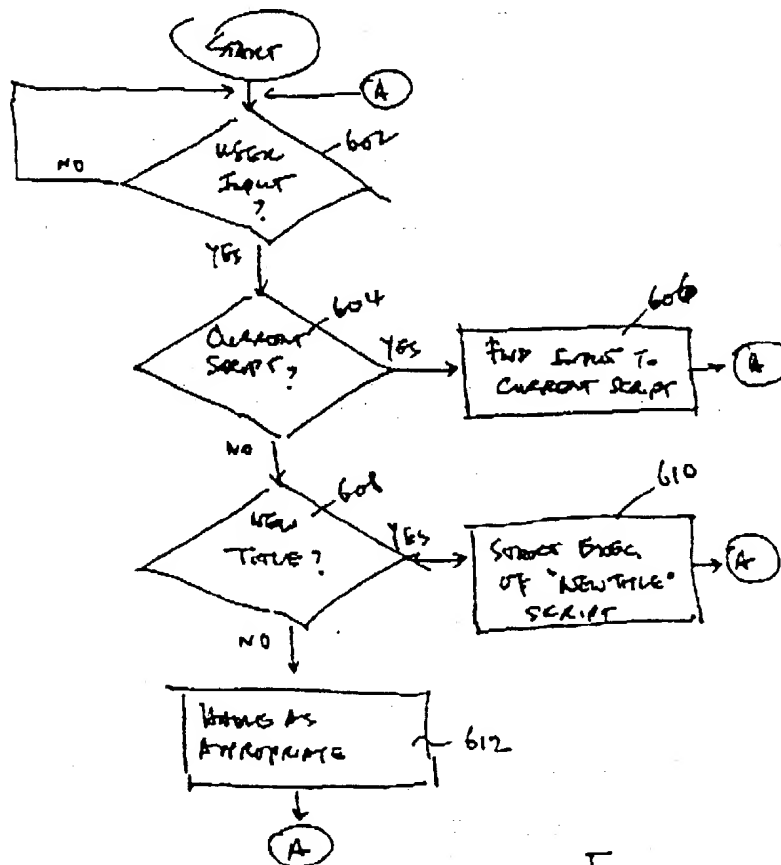 START
A
602
USER
INPUT
?
NO
YES
604
CURRENT
SCRIPT?
YES
606
FWD INPUT TO
CURRENT SCRIPT
A
NO
608
NEW
TITLE?
YES
610
START EXEC.
OF "NEW TITLE"
SCRIPT
A
NO
HANDLE AS
APPROPRIATE
612
A